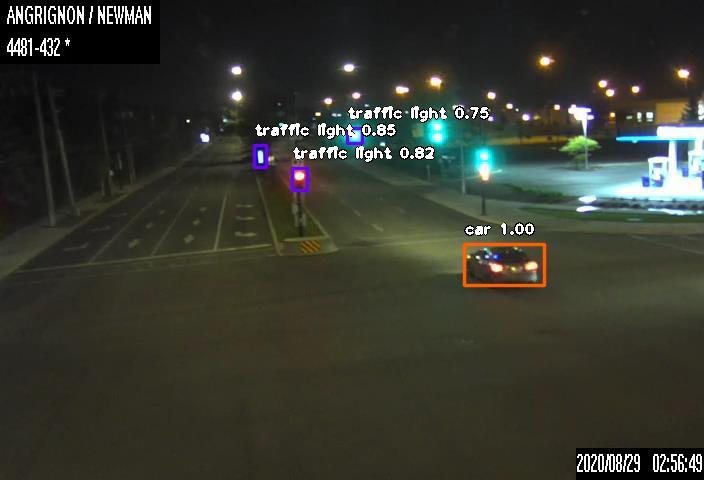 ANGRIGNON / NEWMAN
4481-432 *
traffic light 0.75
traffic light 0.85
traffic light 0.82
car 1.00
2020/08/29 02:56:49